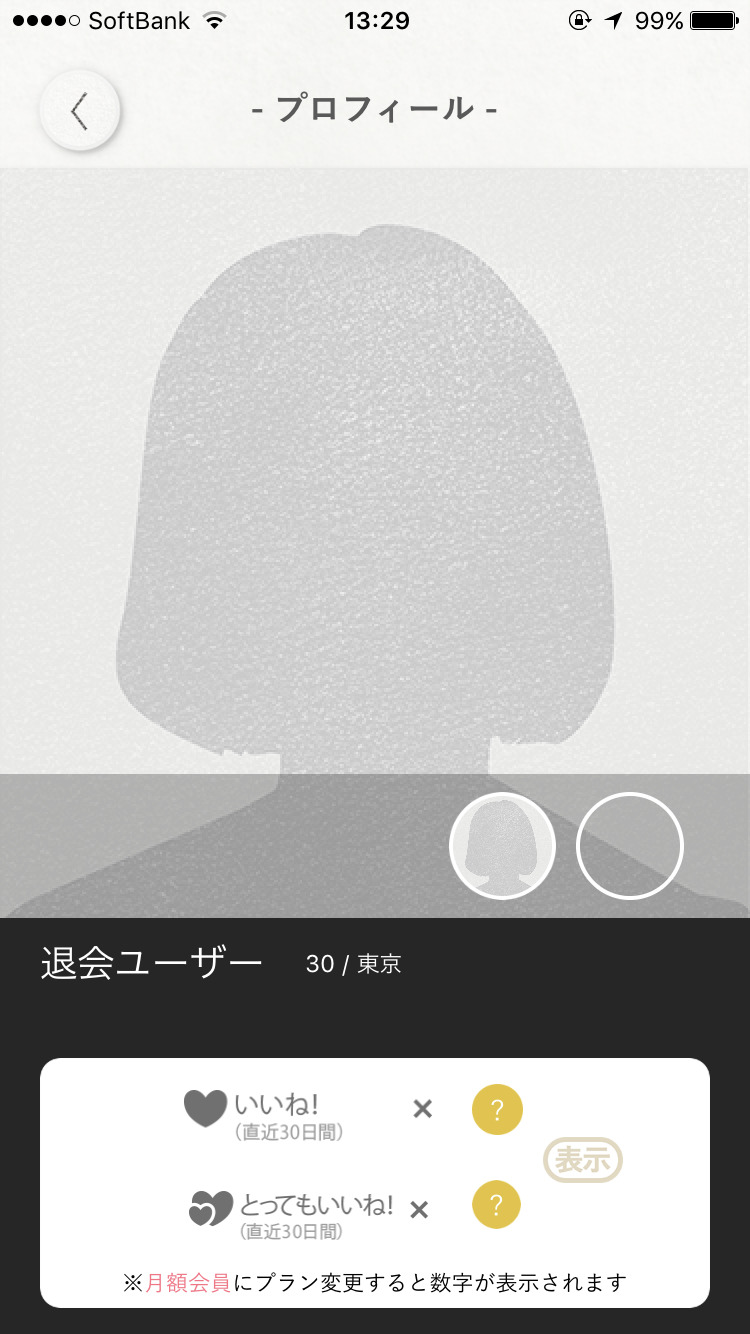 SoftBank 13:29 99%
- プロフィール -
退会ユーザー 30 / 東京
いいね! × ?
(直近30日間)
表示
とってもいいね! × ?
(直近30日間)
※月額会員にプラン変更すると数字が表示されます